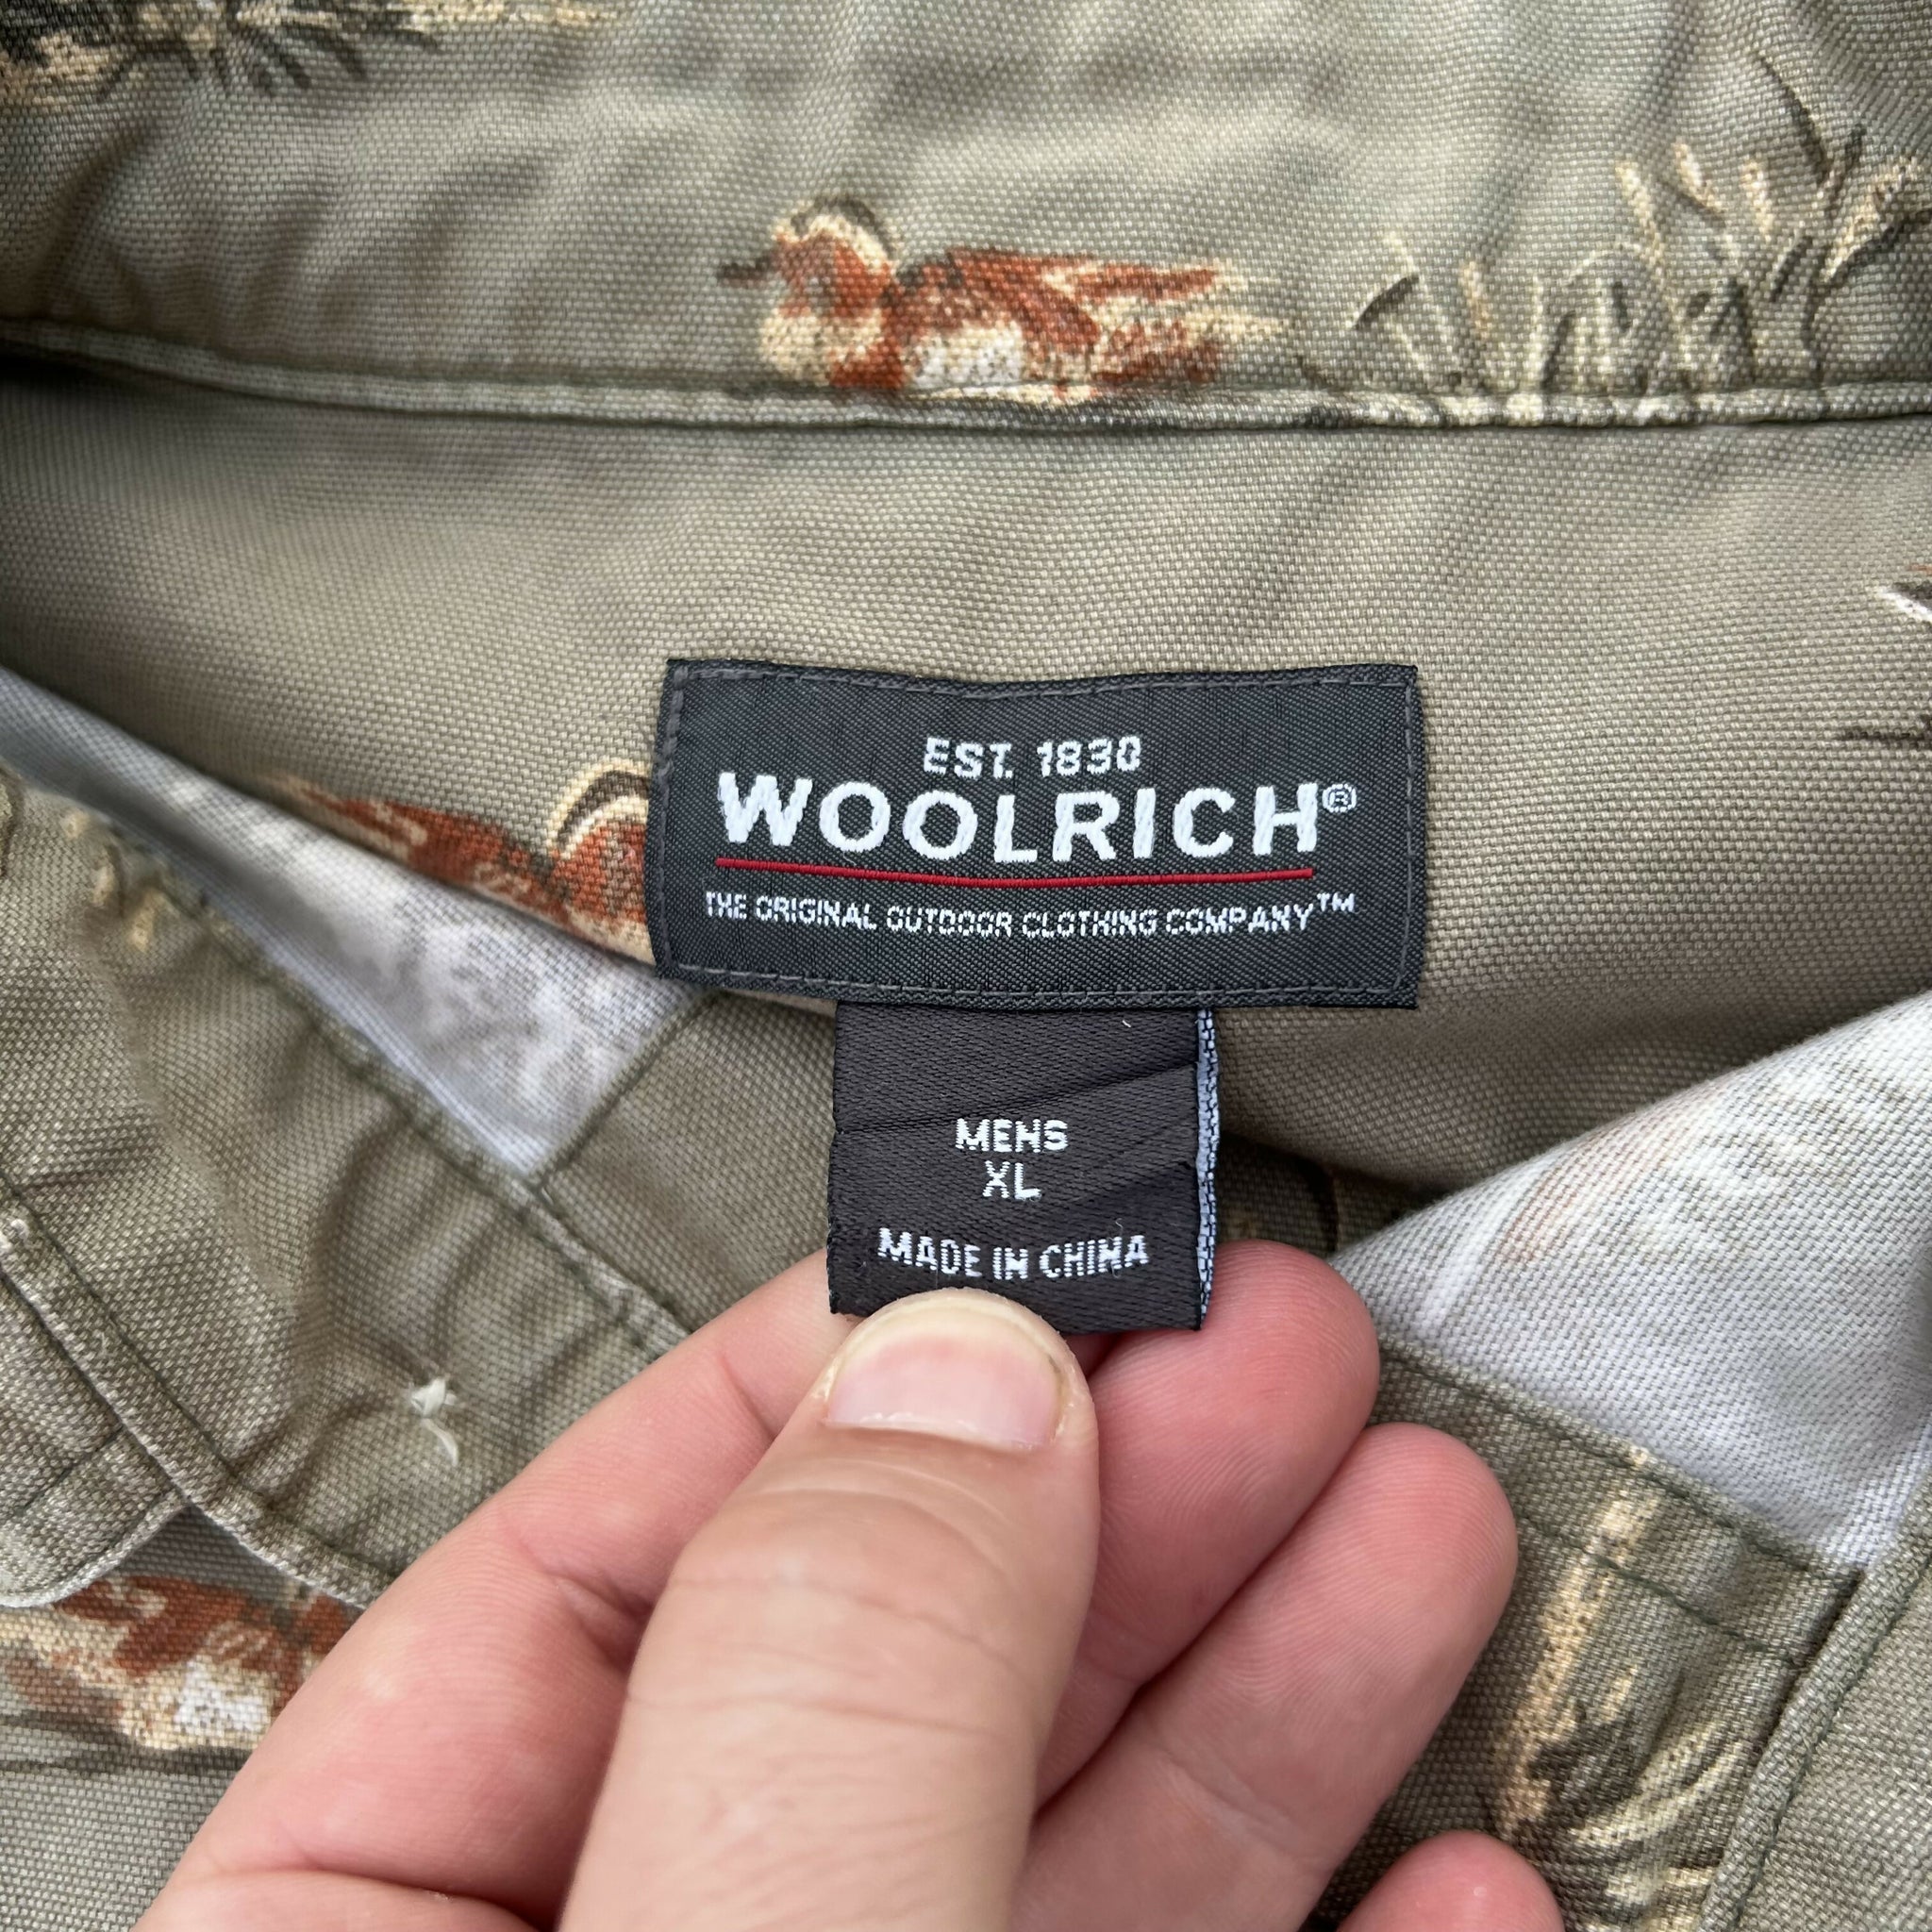 EST. 1830
WOOLRICH®
THE ORIGINAL OUTDOOR CLOTHING COMPANY™
MENS
XL
MADE IN CHINA